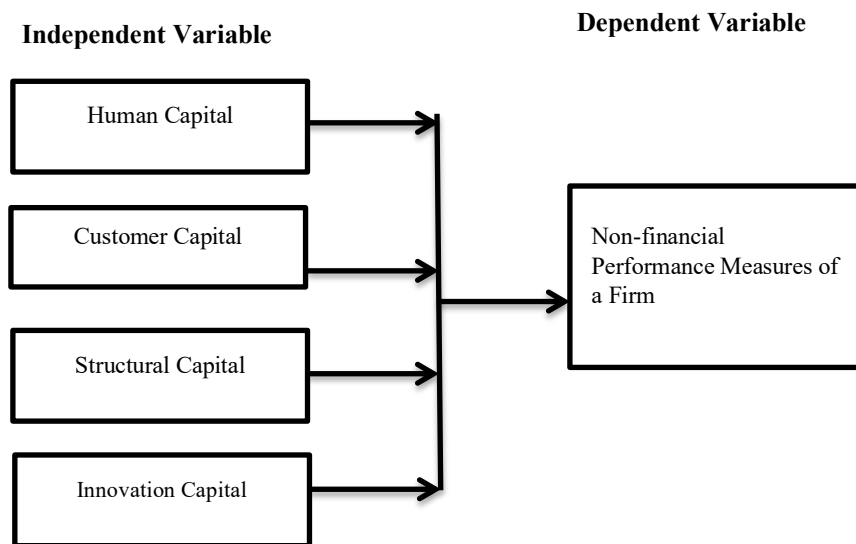 Independent Variable
Dependent Variable
Human Capital
Customer Capital
Structural Capital
Innovation Capital
Non-financial
Performance Measures of
a Firm